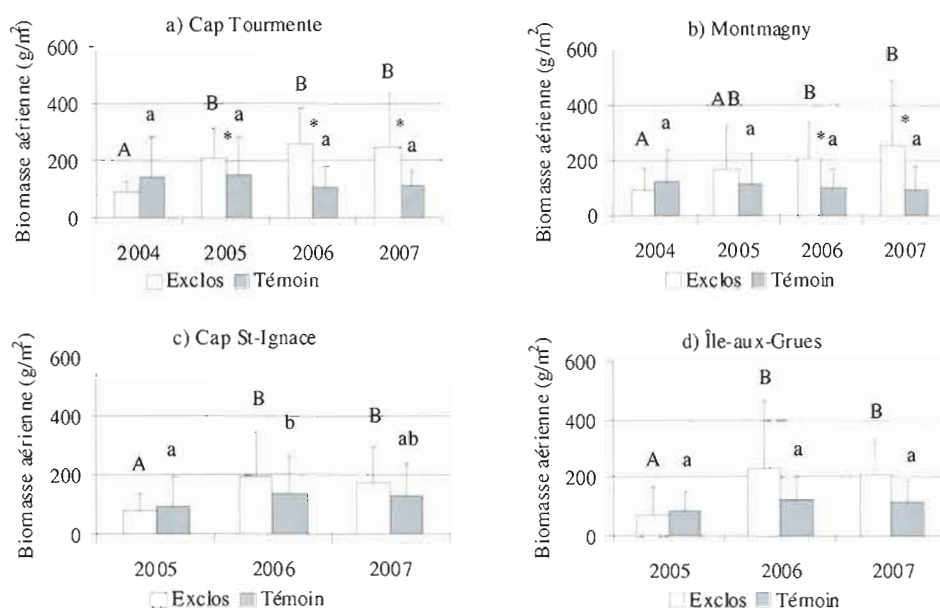 a) Cap Tourmente
Biomasse aérienne (g/m²)
600
400
200
0
A
a
B
*
a
B
*
a
B
*
a
2004
2005
2006
2007
Exclos
Témoin
b) Montmagny
Biomasse aérienne (g/m²)
600
400
200
0
A
a
AB
a
B
*a
B
*
a
2004
2005
2006
2007
Exclos
Témoin
c) Cap St-Ignace
Biomasse aérienne (g/m²)
600
400
200
0
A
a
B
b
B
ab
2005
2006
2007
Exclos
Témoin
d) Île-aux-Grues
Biomasse aérienne (g/m²)
600
400
200
0
A
a
B
a
B
a
2005
2006
2007
Exclos
Témoin